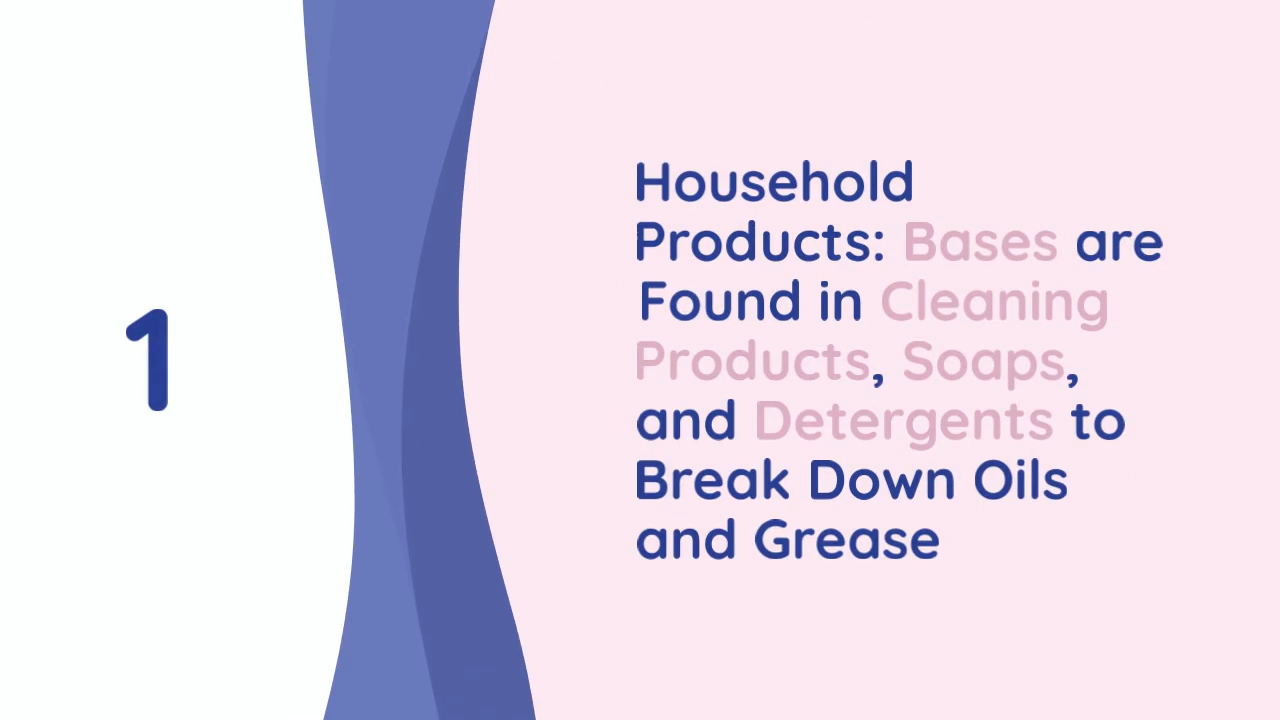 1
Household
Products: Bases are
Found in Cleaning
Products, Soaps,
and Detergents to
Break Down Oils
and Grease